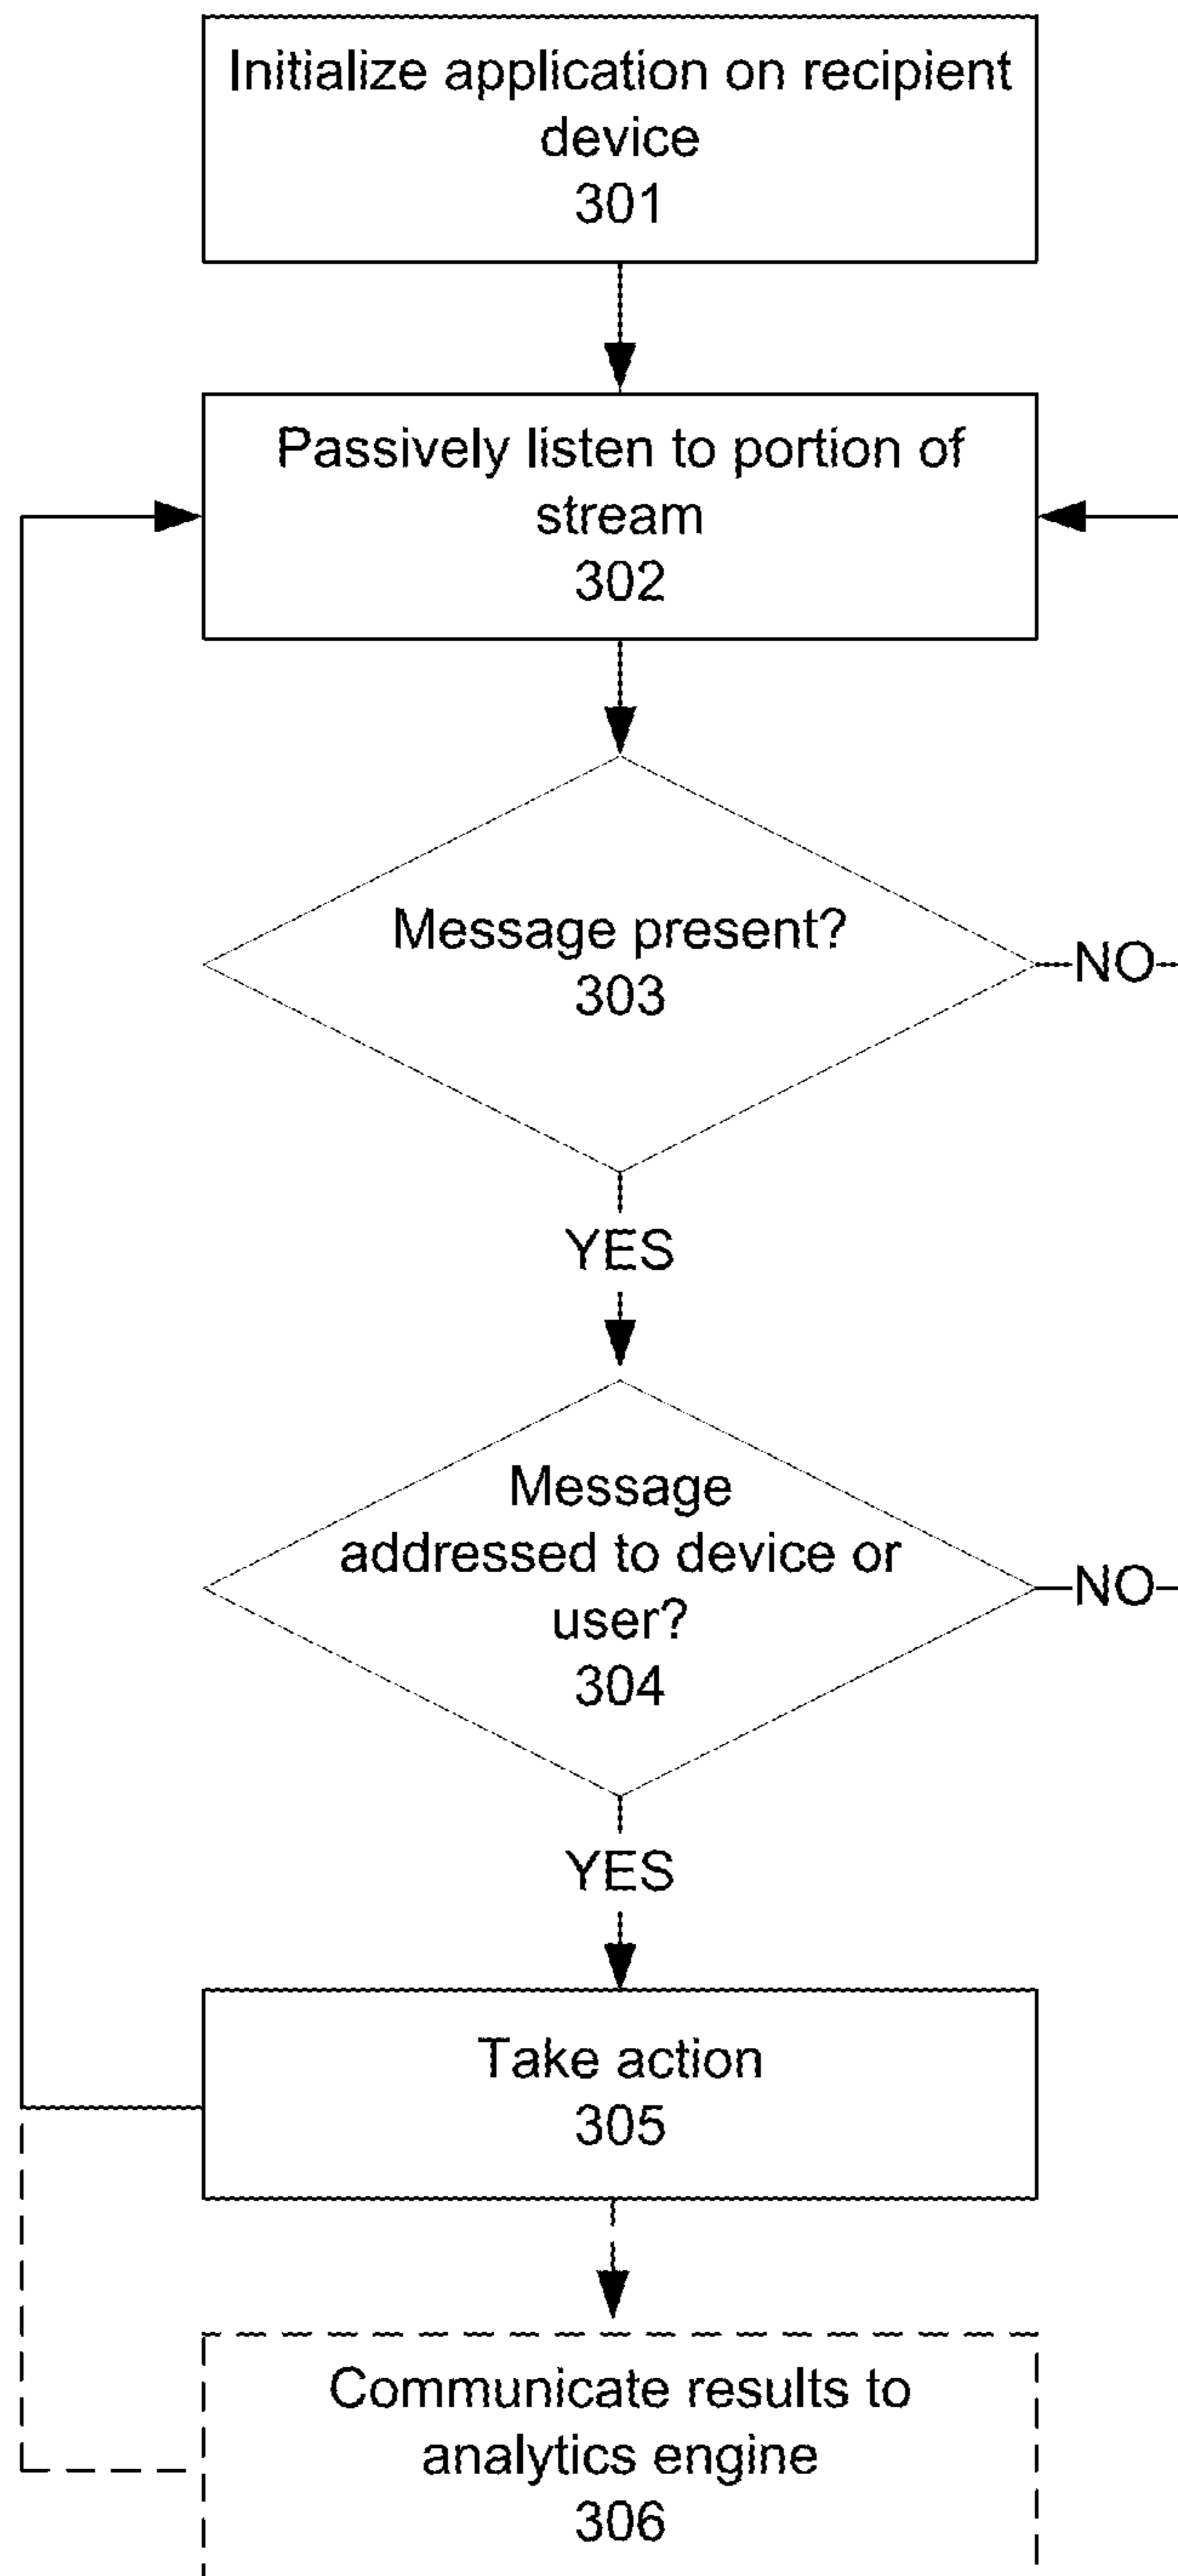 Initialize application on recipient
device
301
Passively listen to portion of
stream
302
Message present?
303
NO
YES
Message
addressed to device or
user?
304
NO
YES
Take action
305
Communicate results to
analytics engine
306